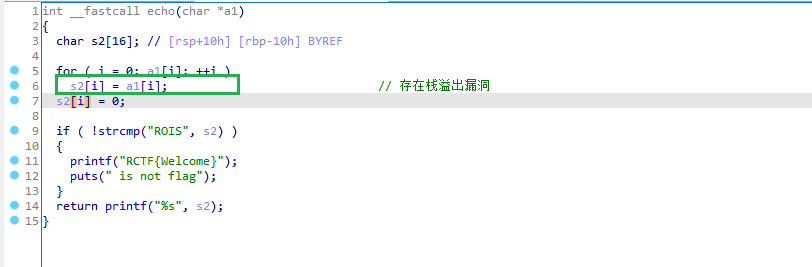 1 int __fastcall echo(char *a1)
2 {
3 char s2[16]; // [rsp+10h] [rbp-10h] BYREF
4
5 for ( i = 0; a1[i]; ++i )
6 s2[i] = a1[i]; // 存在栈溢出漏洞
7 s2[i] = 0;
8
9 if ( !strcmp("ROIS", s2) )
10 {
11 printf("RCTF{Welcome}");
12 puts(" is not flag");
13 }
14 return printf("%s", s2);
15 }